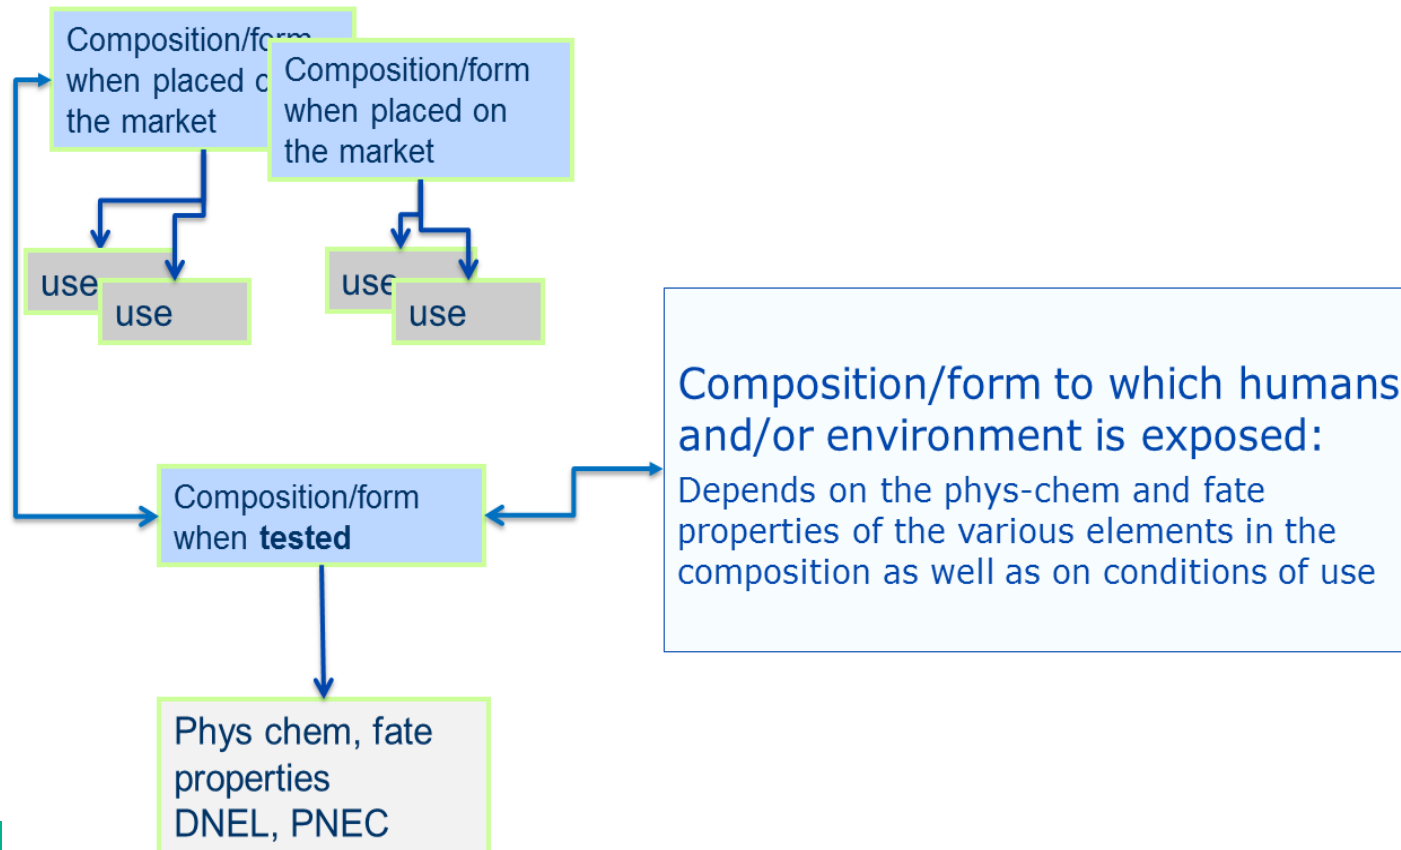 Composition/form
when placed o
the market
Composition/form
when placed on
the market
use
use
use
use
Composition/form to which humans
and/or environment is exposed:
Depends on the phys-chem and fate
properties of the various elements in the
composition as well as on conditions of use
Composition/form
when tested
Phys chem, fate
properties
DNEL, PNEC